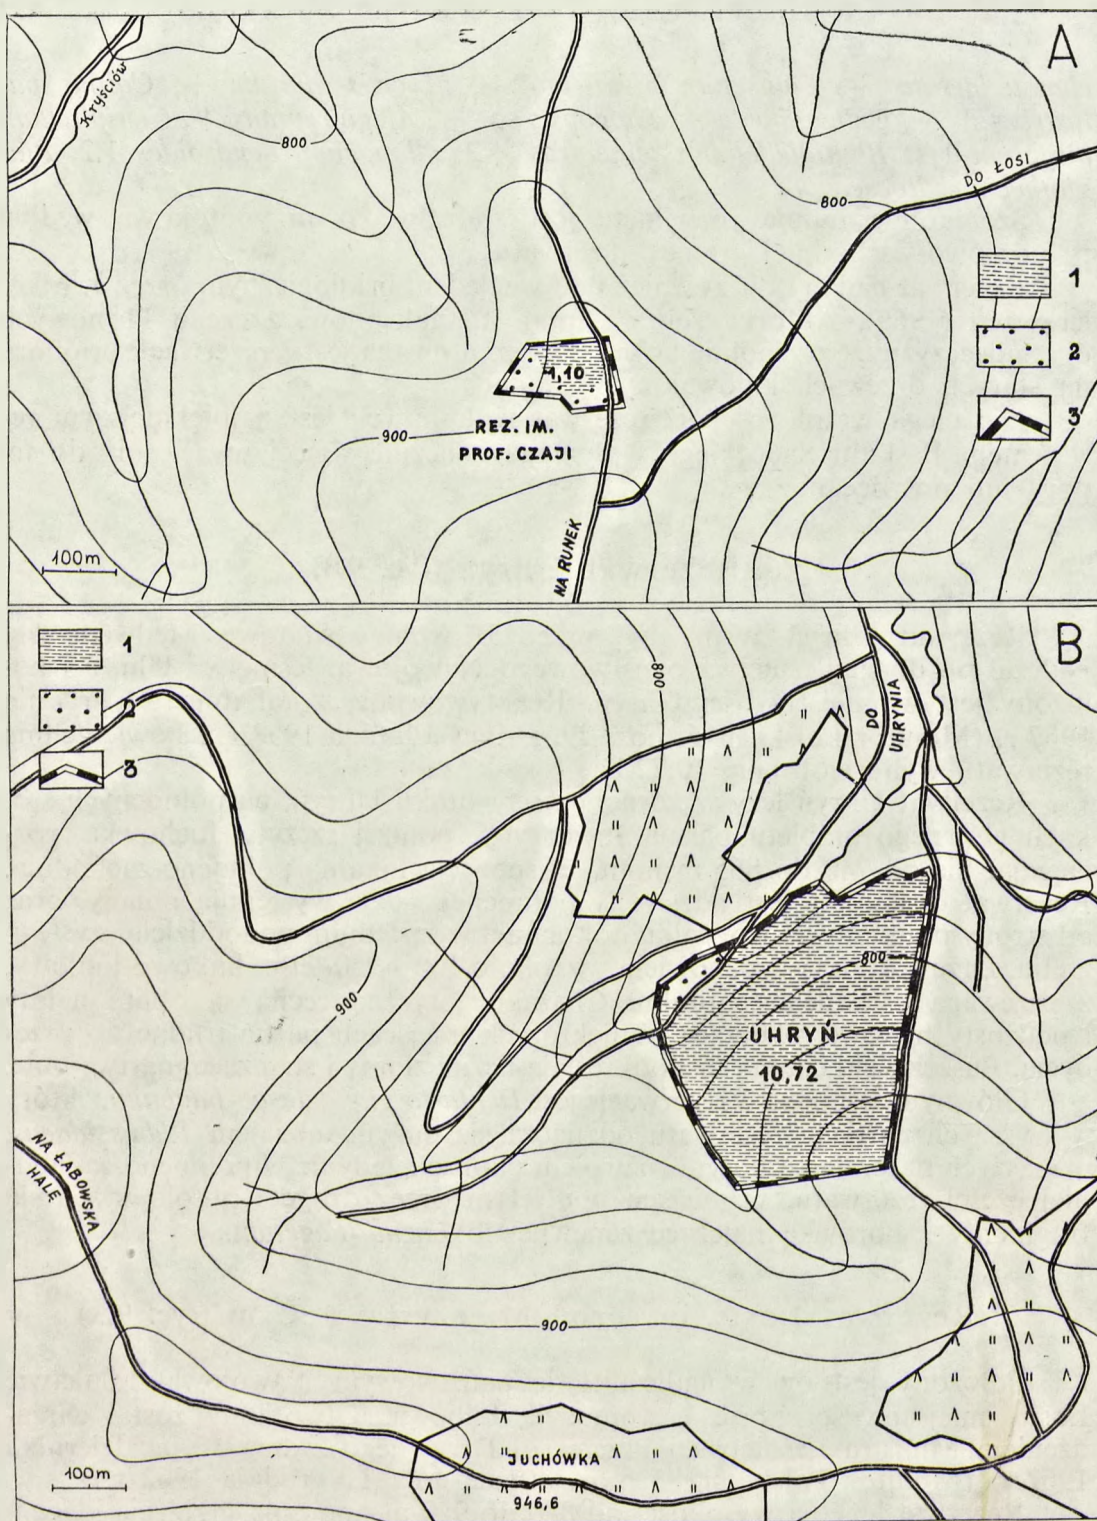 A
Kryściów
800
800
DO ŁOSI
1
2
3
1,10
900
REZ. IM.
PROF. CZAJI
NA RUNEK
100m
B
1
2
3
800
DO
UHRYNIA
900
800
UHRYŃ
10,72
NA ŁABOWSKA
HALĘ
900
JUCHÓWKA
946,6
100m